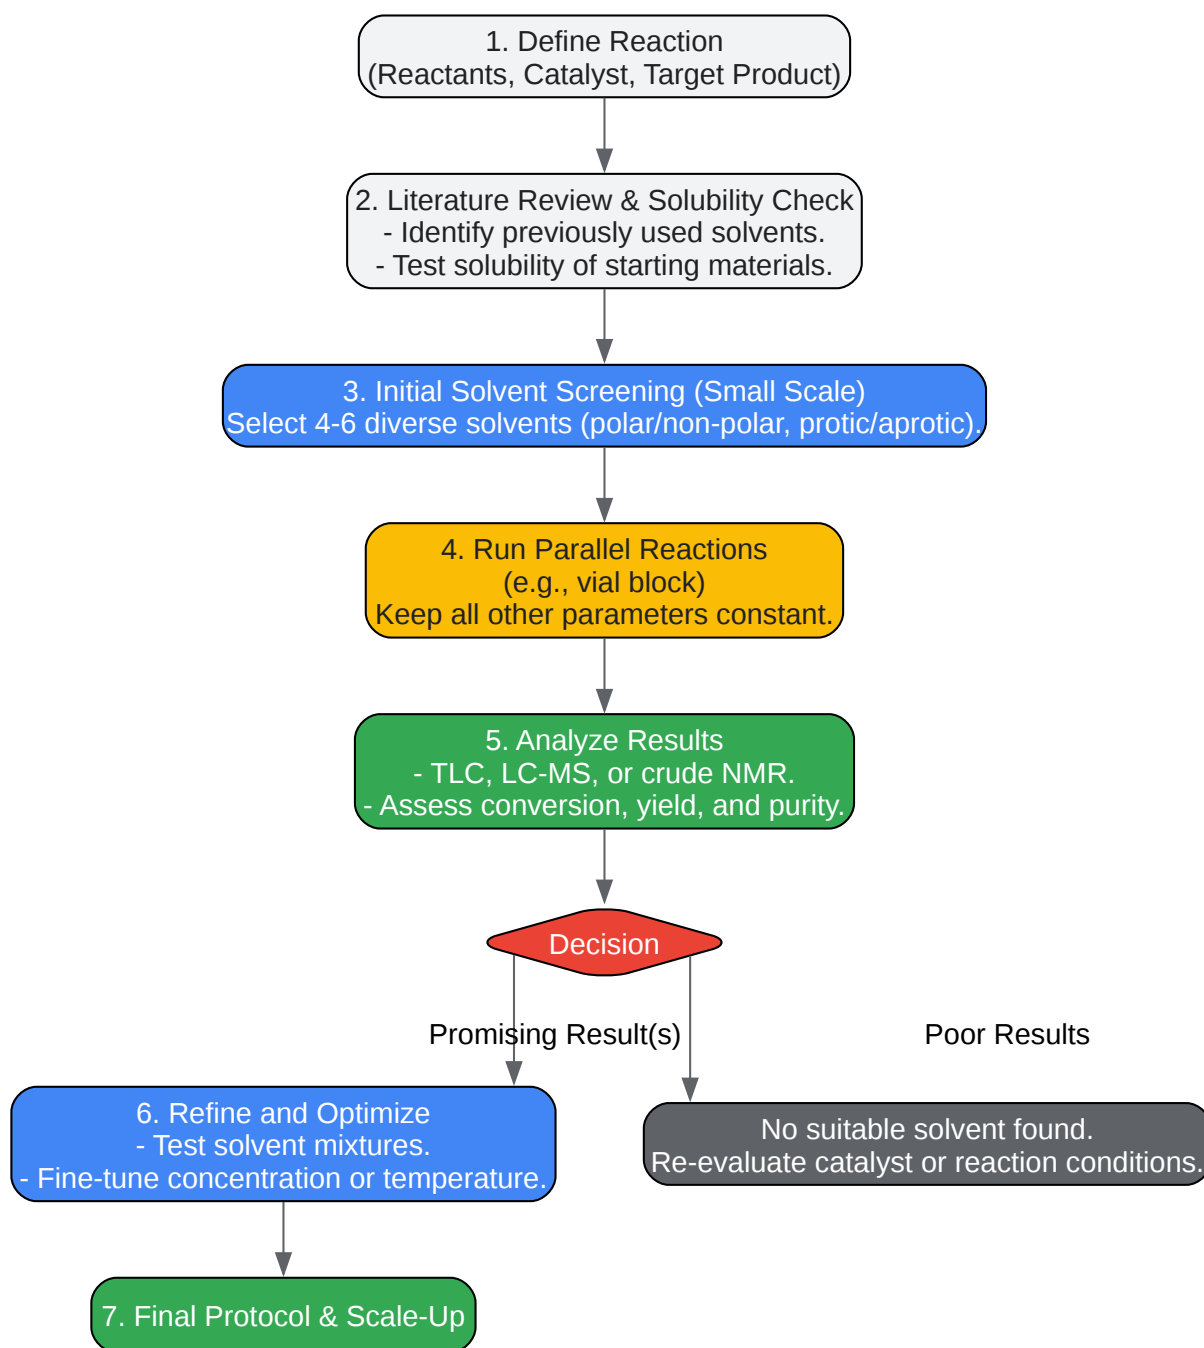 1. Define Reaction
(Reactants, Catalyst, Target Product)
2. Literature Review & Solubility Check
- Identify previously used solvents.
- Test solubility of starting materials.
3. Initial Solvent Screening (Small Scale)
Select 4-6 diverse solvents (polar/non-polar, protic/aprotic).
4. Run Parallel Reactions
(e.g., vial block)
Keep all other parameters constant.
5. Analyze Results
- TLC, LC-MS, or crude NMR.
- Assess conversion, yield, and purity.
Decision
Promising Result(s)
Poor Results
6. Refine and Optimize
- Test solvent mixtures.
- Fine-tune concentration or temperature.
No suitable solvent found.
Re-evaluate catalyst or reaction conditions.
7. Final Protocol & Scale-Up